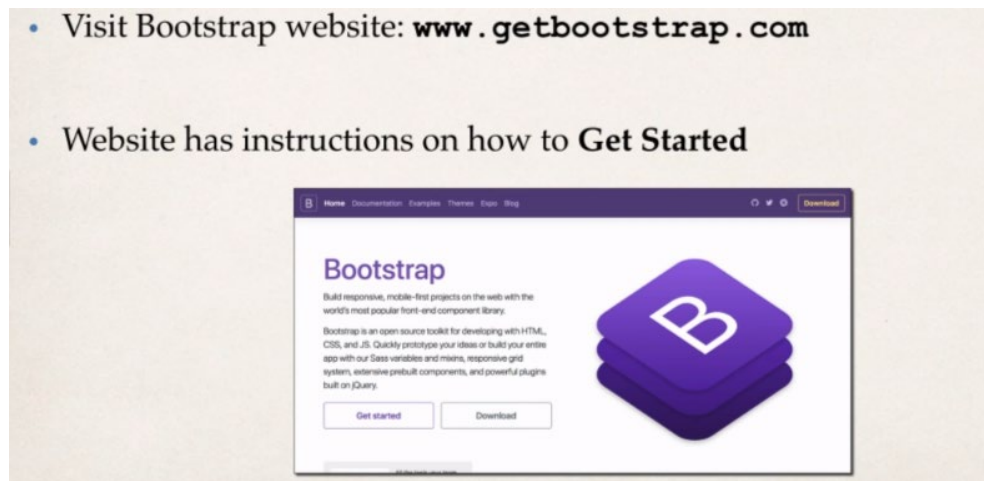 • Visit Bootstrap website: www.getbootstrap.com
• Website has instructions on how to Get Started
B Home Documentation Examples Themes Expo Blog Download
Bootstrap
Build responsive, mobile-first projects on the web with the
world's most popular front-end component library.
Bootstrap is an open source toolkit for developing with HTML,
CSS, and JS. Quickly prototype your ideas or build your entire
app with our Sass variables and mixins, responsive grid
system, extensive prebuilt components, and powerful plugins
built on jQuery.
Get started Download
B